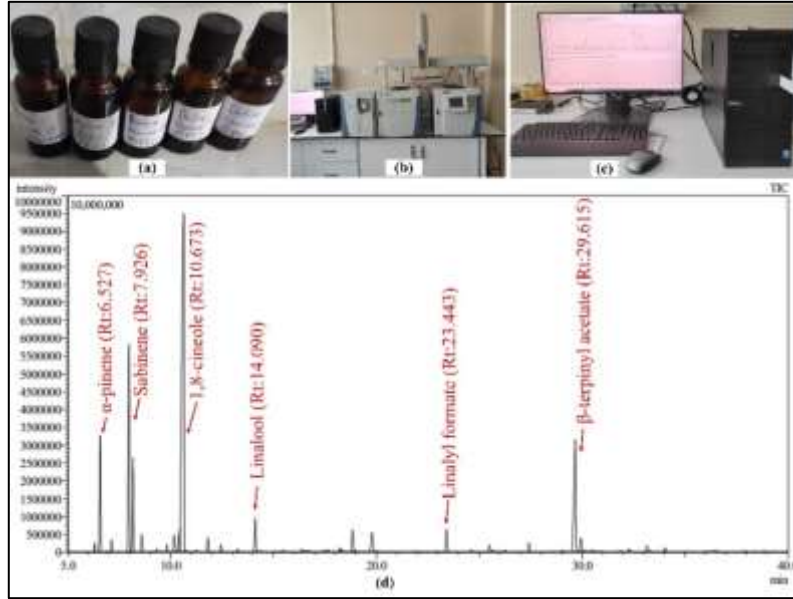 (a)
(b)
(c)
intensity
TIC
10,000,000
10000000
9500000
9000000
8500000
8000000
7500000
7000000
6500000
6000000
5500000
5000000
4500000
4000000
3500000
3000000
2500000
2000000
1500000
1000000
500000
0
α-pinene (Rt:6.527)
Sabinene (Rt:7.926)
1,8-cineole (Rt:10.673)
Linalool (Rt:14.090)
Linalyl formate (Rt:23.443)
β-terpinyl acetate (Rt:29.615)
5.0
10.0
20.0
30.0
40.0
min
(d)